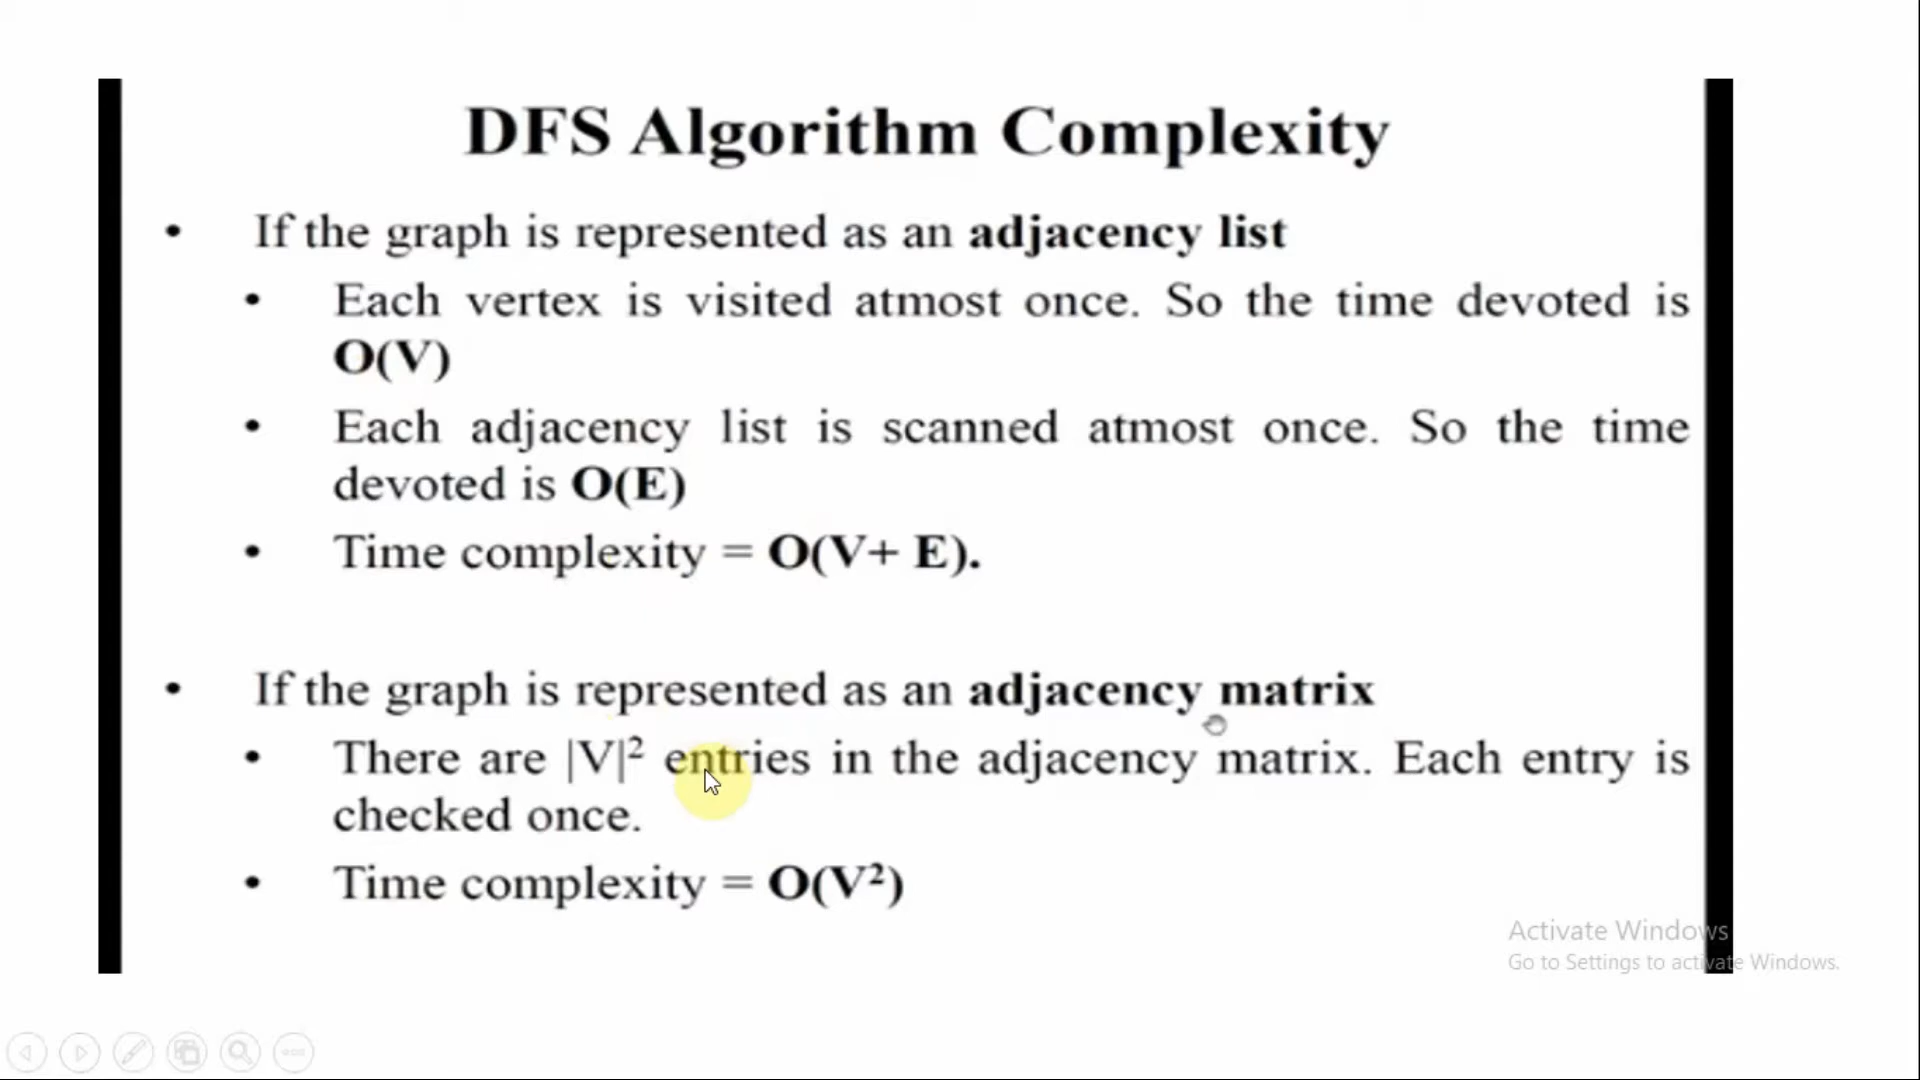 DFS Algorithm Complexity
• If the graph is represented as an adjacency list
• Each vertex is visited atmost once. So the time devoted is
O(V)
• Each adjacency list is scanned atmost once. So the time
devoted is O(E)
• Time complexity = O(V+ E).
• If the graph is represented as an adjacency matrix
• There are |V|² entries in the adjacency matrix. Each entry is
checked once.
• Time complexity = O(V²)
Activate Windows
Go to Settings to activate Windows.